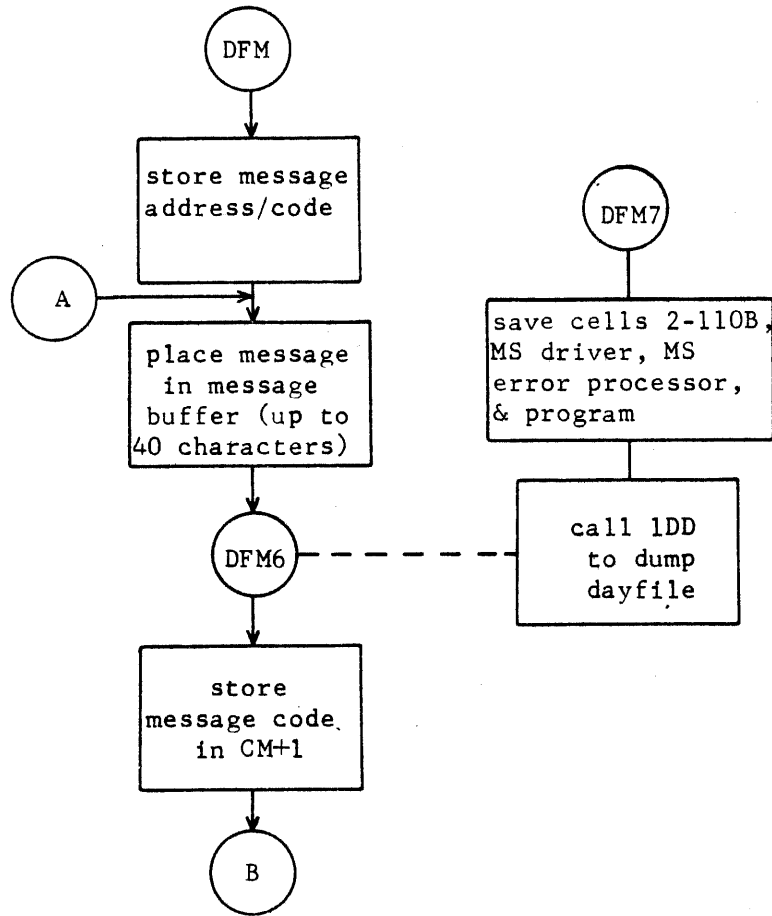 DFM
store message
address/code
A
place message
in message
buffer (up to
40 characters)
DFM6
store
message code
in CM+1
B
DFM7
save cells 2-110B,
MS driver, MS
error processor,
& program
call 1DD
to dump
dayfile